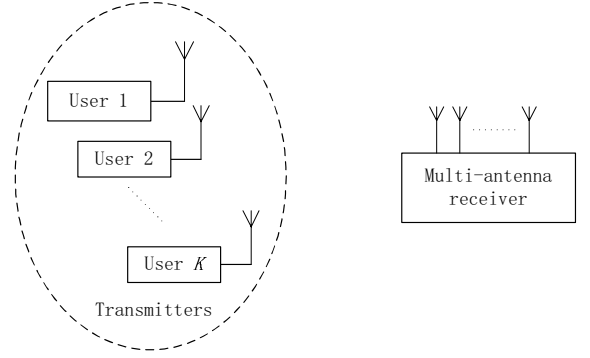 User 1
User 2
User K
Transmitters
Multi-antenna
receiver